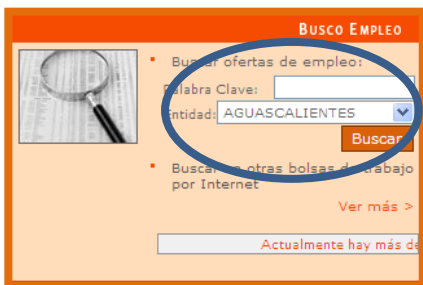 BUSCO EMPLEO
Buscar ofertas de empleo:
Palabra Clave:
Entidad: AGUASCALIENTES
Buscar
Buscar en otras bolsas de trabajo
por Internet
Ver más >
Actualmente hay más de